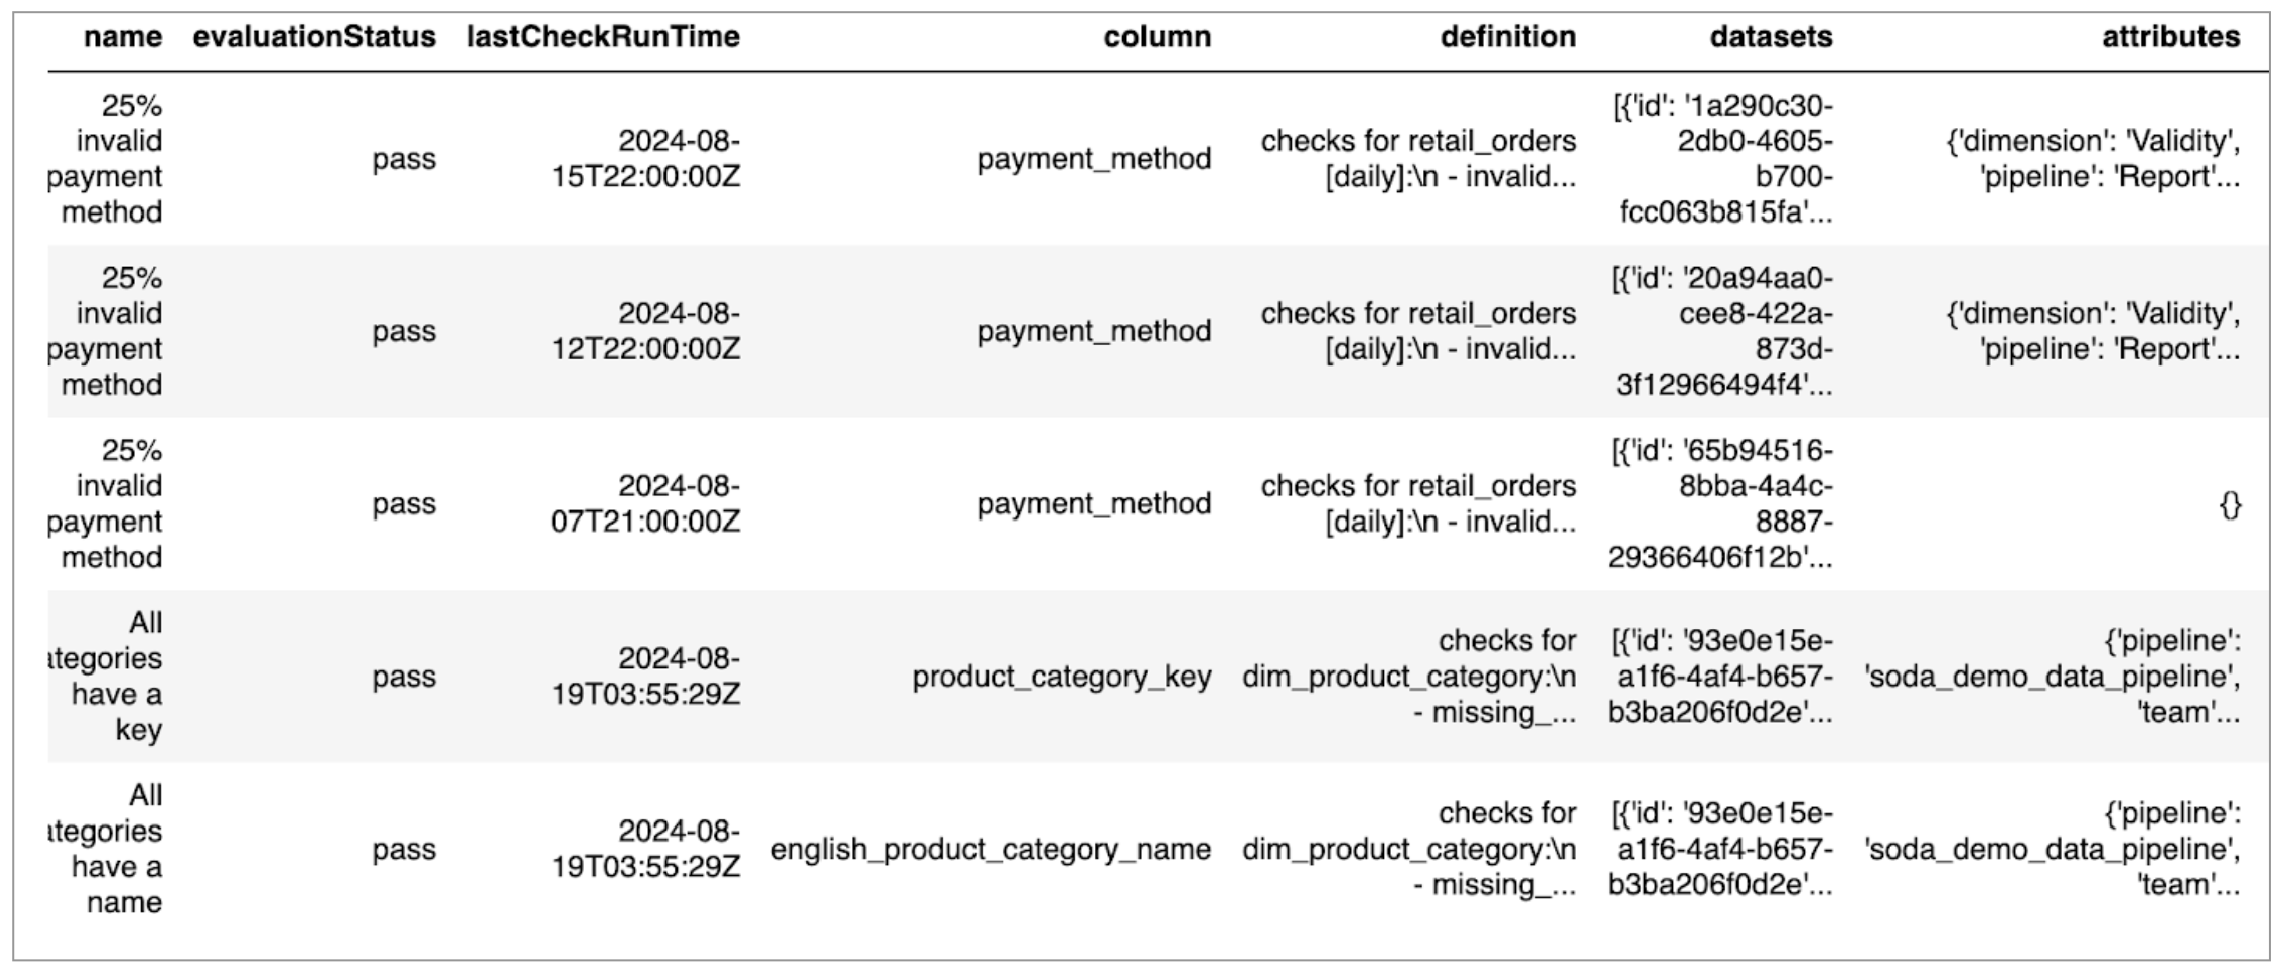 name evaluationStatus lastCheckRunTime column definition datasets attributes
25%
invalid
payment
method
pass
2024-08-
15T22:00:00Z
payment_method
checks for retail_orders
[daily]:\n - invalid...
[{'id': '1a290c30-
2db0-4605-
b700-
fcc063b815fa'...
{'dimension': 'Validity',
'pipeline': 'Report'...
25%
invalid
payment
method
pass
2024-08-
12T22:00:00Z
payment_method
checks for retail_orders
[daily]:\n - invalid...
[{'id': '20a94aa0-
cee8-422a-
873d-
3f12966494f4'...
{'dimension': 'Validity',
'pipeline': 'Report'...
25%
invalid
payment
method
pass
2024-08-
07T21:00:00Z
payment_method
checks for retail_orders
[daily]:\n - invalid...
[{'id': '65b94516-
8bba-4a4c-
8887-
29366406f12b'...
{}
All
ategories
have a
key
pass
2024-08-
19T03:55:29Z
product_category_key
checks for
dim_product_category:\n
- missing_...
[{'id': '93e0e15e-
a1f6-4af4-b657-
b3ba206f0d2e'...
{'pipeline':
'soda_demo_data_pipeline',
'team'...
All
ategories
have a
name
pass
2024-08-
19T03:55:29Z
english_product_category_name
checks for
dim_product_category:\n
- missing_...
[{'id': '93e0e15e-
a1f6-4af4-b657-
b3ba206f0d2e'...
{'pipeline':
'soda_demo_data_pipeline',
'team'...